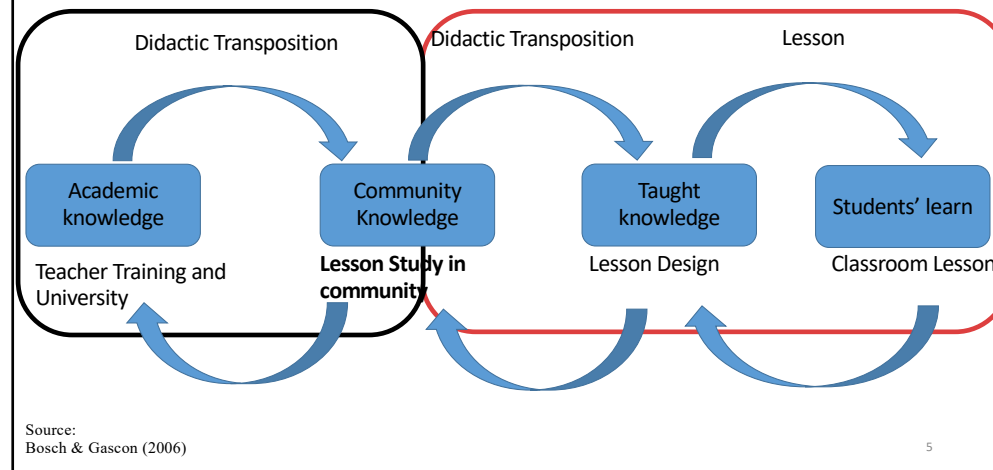 Didactic Transposition
Didactic Transposition
Lesson
Academic
knowledge
Community
Knowledge
Taught
knowledge
Students’ learn
Teacher Training and
University
Lesson Study in
community
Lesson Design
Classroom Lesson
Source:
Bosch & Gascon (2006)
5